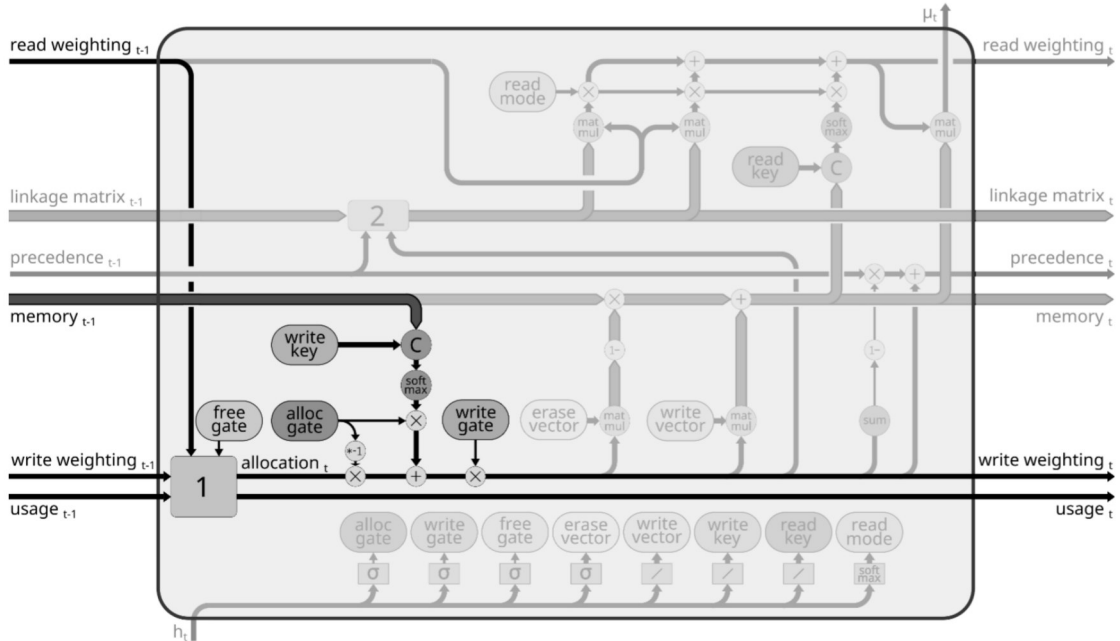 μt
read weighting t-1
read weighting t
read mode
×
+
×
+
×
mat mul
mat mul
soft max
mat mul
read key
C
linkage matrix t-1
2
linkage matrix t
precedence t-1
×
+
precedence t
memory t-1
×
+
memory t
write key
C
1-
1-
soft max
free gate
alloc gate
×
write gate
erase vector
mat mul
write vector
mat mul
sum
write weighting t-1
1
allocation t
×
+
×
write weighting t
usage t-1
usage t
alloc gate
write gate
free gate
erase vector
write vector
write key
read key
read mode
σ
σ
σ
σ
/
/
/
soft max
ht